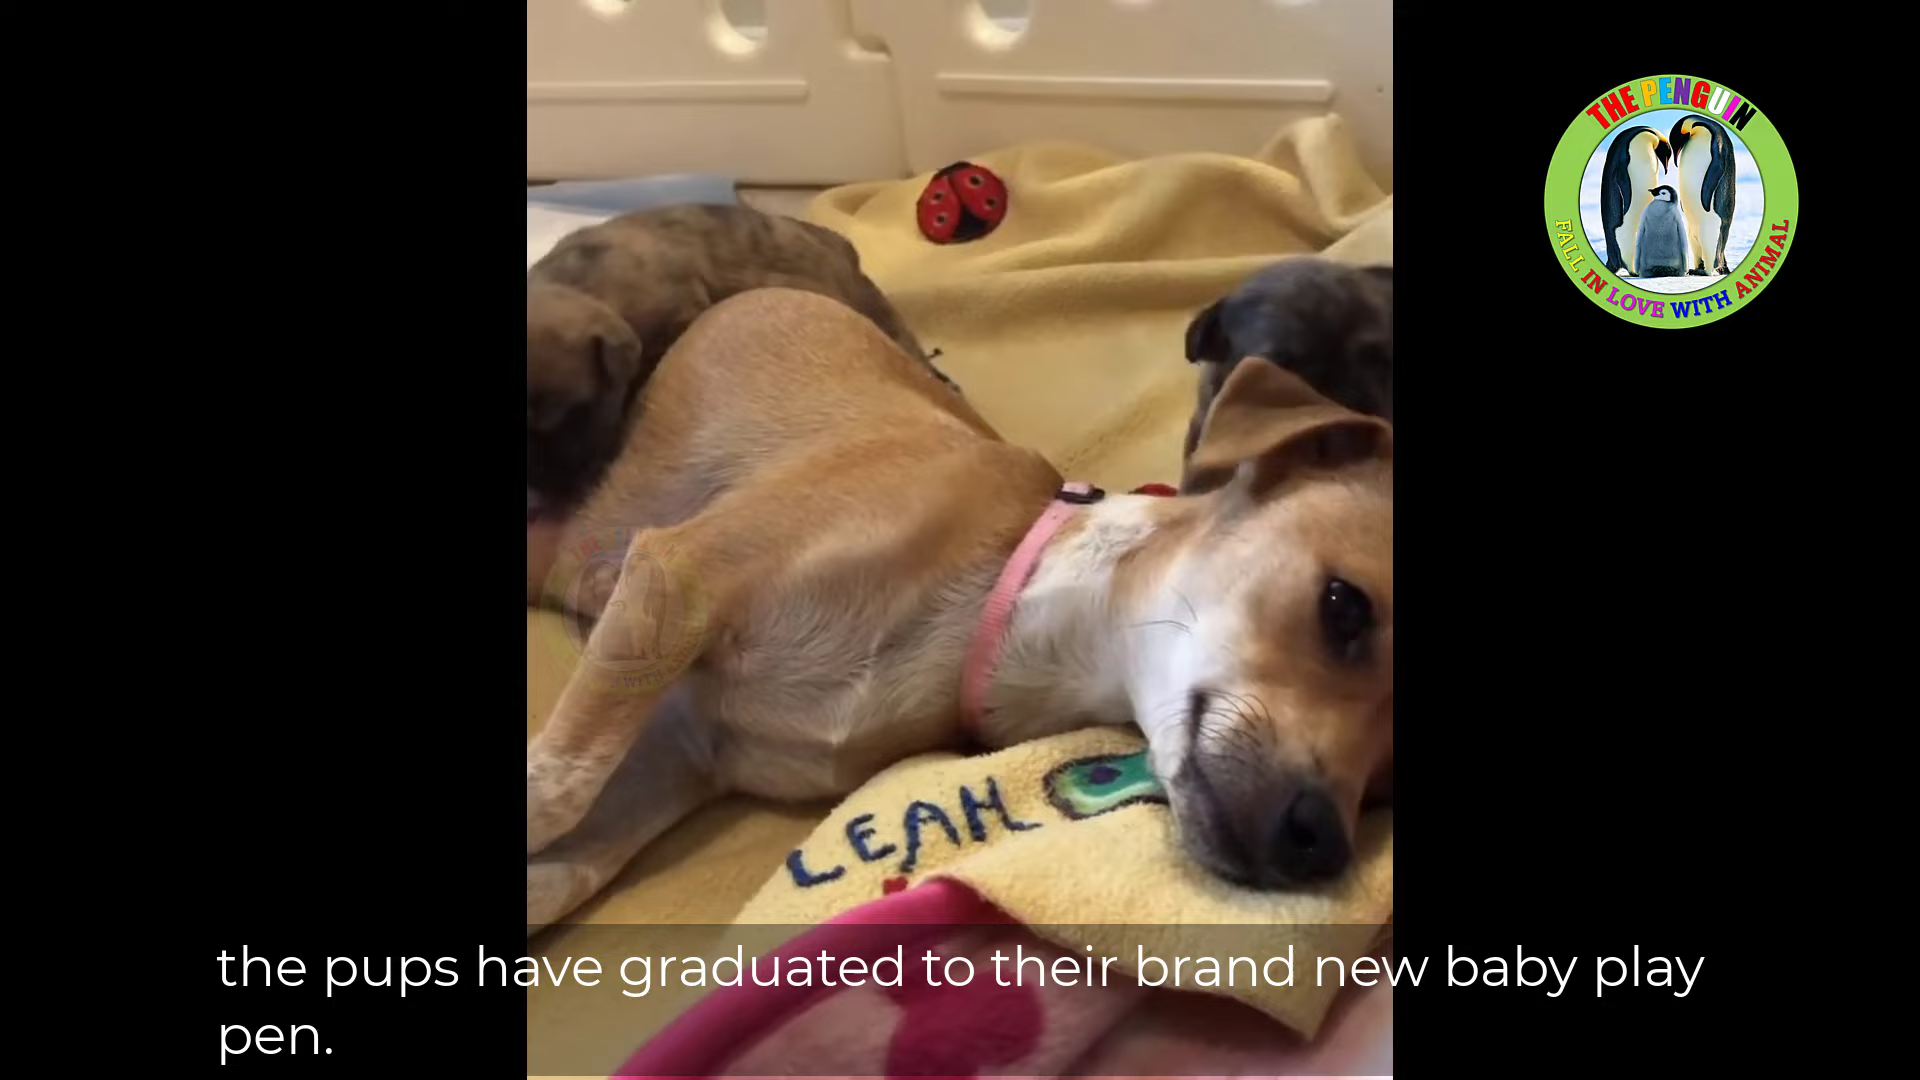 THE PENGUIN
FALL IN LOVE WITH ANIMAL
LEAH
the pups have graduated to their brand new baby play
pen.